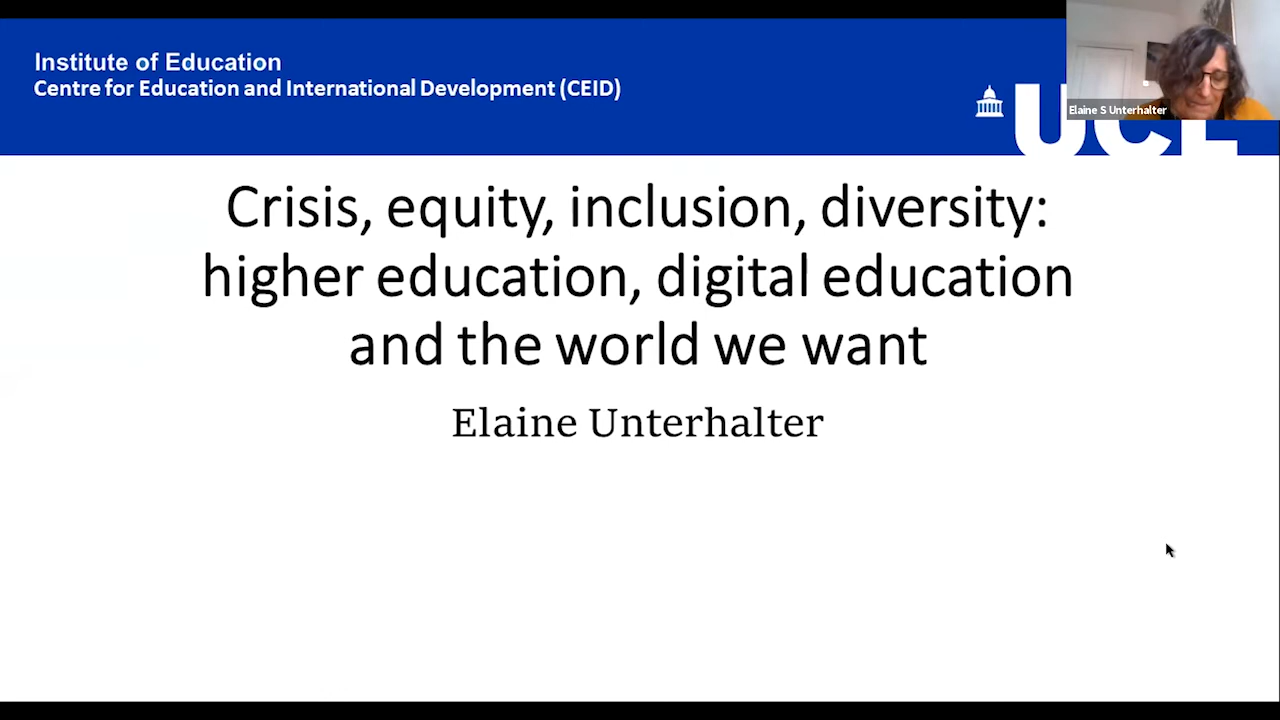 Institute of Education
Centre for Education and International Development (CEID)
UCL
Elaine S Unterhalter
Crisis, equity, inclusion, diversity:
higher education, digital education
and the world we want
Elaine Unterhalter